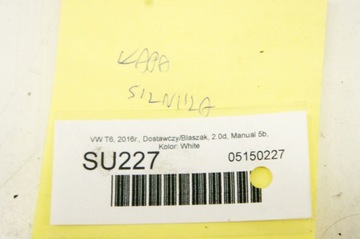 KAPA
SILNIKA
VW T6, 2016r., Dostawczy/Blaszak, 2.0d, Manual 5b,
Kolor: White
SU227
05150227